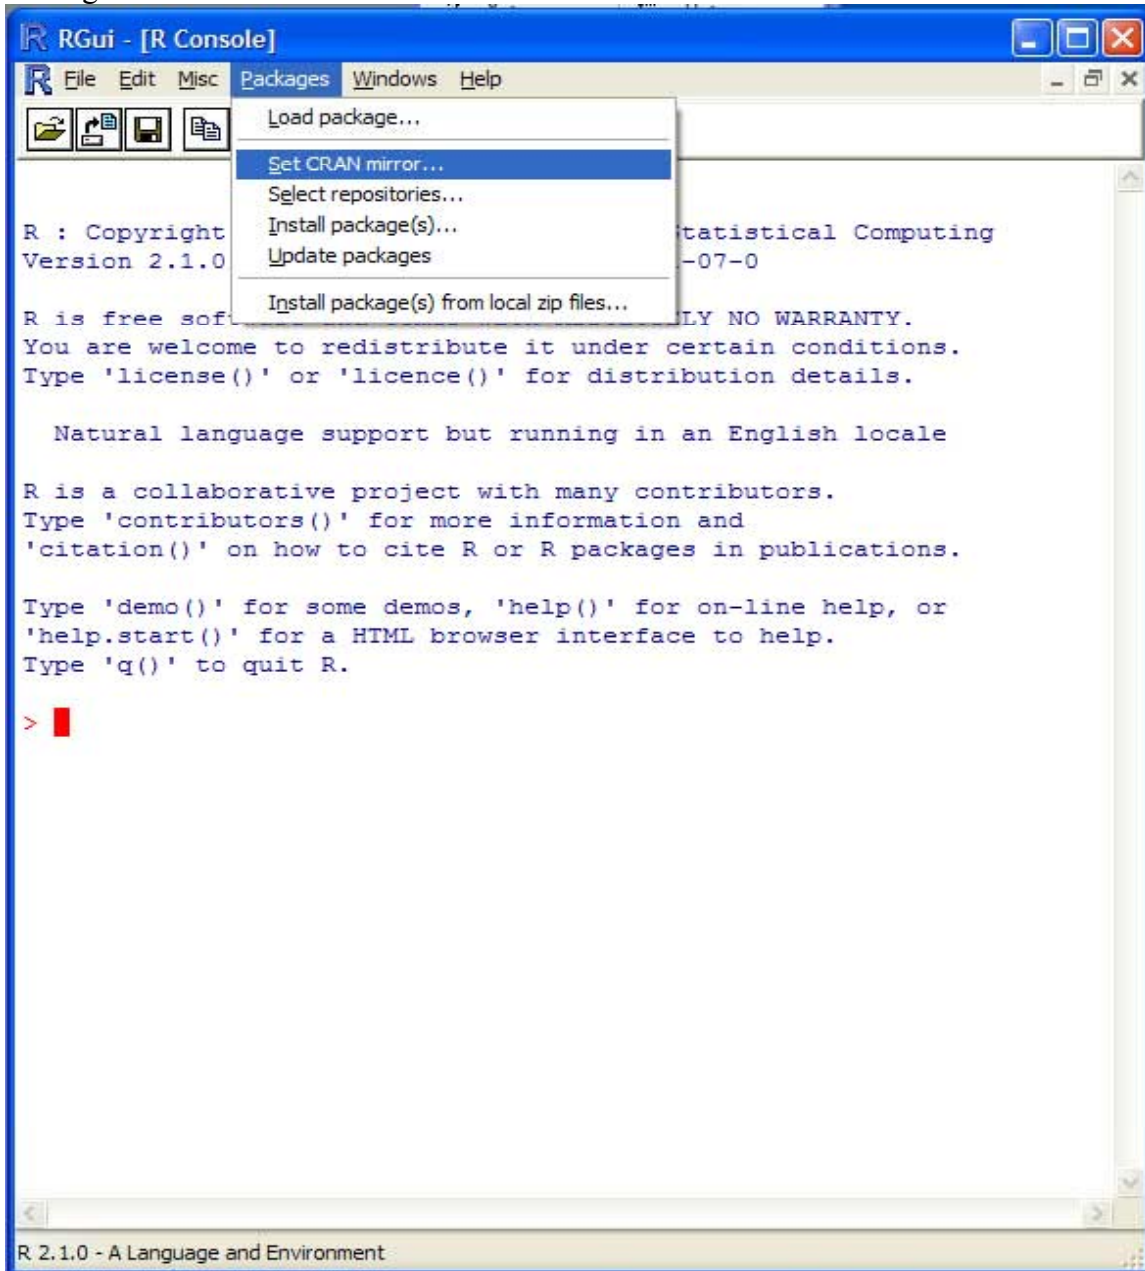 RGui - [R Console]
File Edit Misc Packages Windows Help
Load package...
Set CRAN mirror...
Select repositories...
Install package(s)...
Update packages
Install package(s) from local zip files...
R : Copyright tatistical Computing
Version 2.1.0 -07-0
R is free sof LY NO WARRANTY.
You are welcome to redistribute it under certain conditions.
Type 'license()' or 'licence()' for distribution details.
Natural language support but running in an English locale
R is a collaborative project with many contributors.
Type 'contributors()' for more information and
'citation()' on how to cite R or R packages in publications.
Type 'demo()' for some demos, 'help()' for on-line help, or
'help.start()' for a HTML browser interface to help.
Type 'q()' to quit R.
>
R 2.1.0 - A Language and Environment